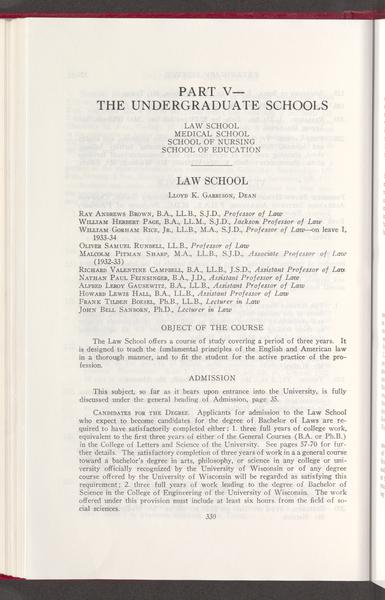 PART V—
THE UNDERGRADUATE SCHOOLS
LAW SCHOOL
MEDICAL SCHOOL
SCHOOL OF NURSING
SCHOOL OF EDUCATION
LAW SCHOOL
LLOYD K. GARRISON, DEAN
RAY ANDREWS BROWN, B.A., LL.B., S.J.D., Professor of Law
WILLIAM HERBERT PAGE, B.A., LL.M., S.J.D., Jackson Professor of Law
WILLIAM GORHAM RICE, JR., LL.B., M.A., S.J.D., Professor of Law—on leave I,
1933-34
OLIVER SAMUEL RUNDELL, LL.B., Professor of Law
MALCOLM PITMAN SHARP, M.A., LL.B., S.J.D., Associate Professor of Law
(1932-33)
RICHARD VALENTINE CAMPBELL, B.A., LL.B., J.S.D., Assistant Professor of Law
NATHAN PAUL FEINSINGER, B.A., J.D., Assistant Professor of Law
ALFRED LEROY GAUSEWITZ, B.A., LL.B., Assistant Professor of Law
HOWARD LEWIS HALL, B.A., LL.B., Assistant Professor of Law
FRANK TILDEN BOESEL, Ph.B., LL.B., Lecturer in Law
JOHN BELL SANBORN, Ph.D., Lecturer in Law
OBJECT OF THE COURSE
The Law School offers a course of study covering a period of three years. It
is designed to teach the fundamental principles of the English and American law
in a thorough manner, and to fit the student for the active practice of the pro-
fession.
ADMISSION
This subject, so far as it bears upon entrance into the University, is fully
discussed under the general heading of Admission, page 35.
CANDIDATES FOR THE DEGREE. Applicants for admission to the Law School
who expect to become candidates for the degree of Bachelor of Laws are re-
quired to have satisfactorily completed either: 1. three full years of college work,
equivalent to the first three years of either of the General Courses (B.A. or Ph.B.)
in the College of Letters and Science of the University. See pages 57-70 for fur-
ther details. The satisfactory completion of three years of work in a a general course
toward a bachelor's degree in arts, philosophy, or science in any college or uni-
versity officially recognized by the University of Wisconsin or of any degree
course offered by the University of Wisconsin will be regarded as satisfying this
requirement; 2. three full years of work leading to the degree of Bachelor of
Science in the College of Engineering of the University of Wisconsin. The work
offered under this provision must include at least six hours from the field of so-
cial sciences.
330